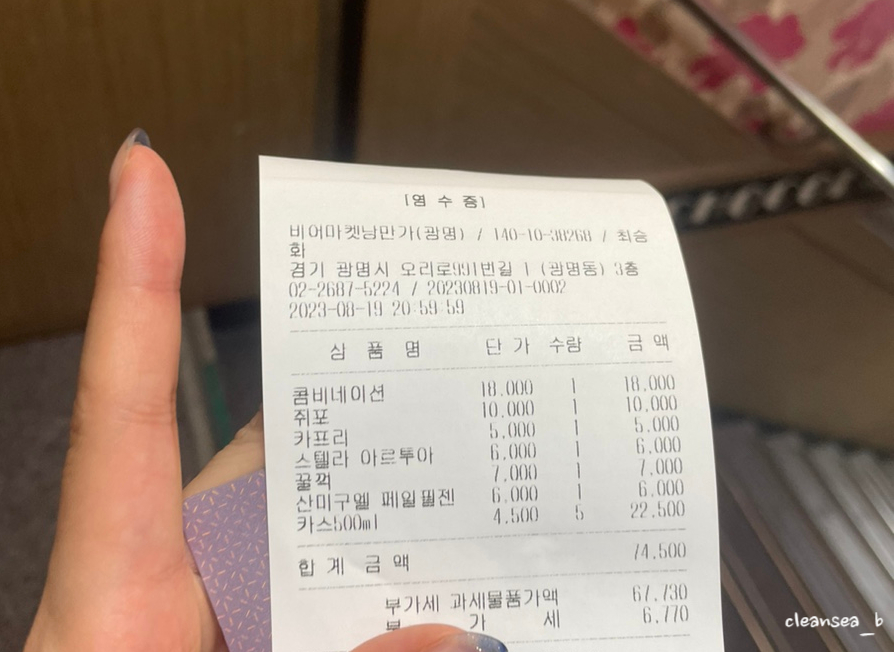 [영 수 증]
비어마켓낭만가(광명) / 140-10-38268 / 최승
화
경기 광명시 오리로991번길 1 (광명동) 3층
02-2687-5224 / 20230819-01-0002
2023-08-19 20:59:59
상 품 명 단 가 수량 금 액
콤비네이션 18,000 1 18,000
쥐포 10,000 1 10,000
카프리 5,000 1 5,000
스텔라 아르투아 6,000 1 6,000
꿀꺽 7,000 1 7,000
산미구엘 페일필젠 6,000 1 6,000
카스500ml 4,500 5 22,500
합 계 금 액 74,500
부가세 과세물품가액 67,730
부 가 세 6,770
cleansea_b